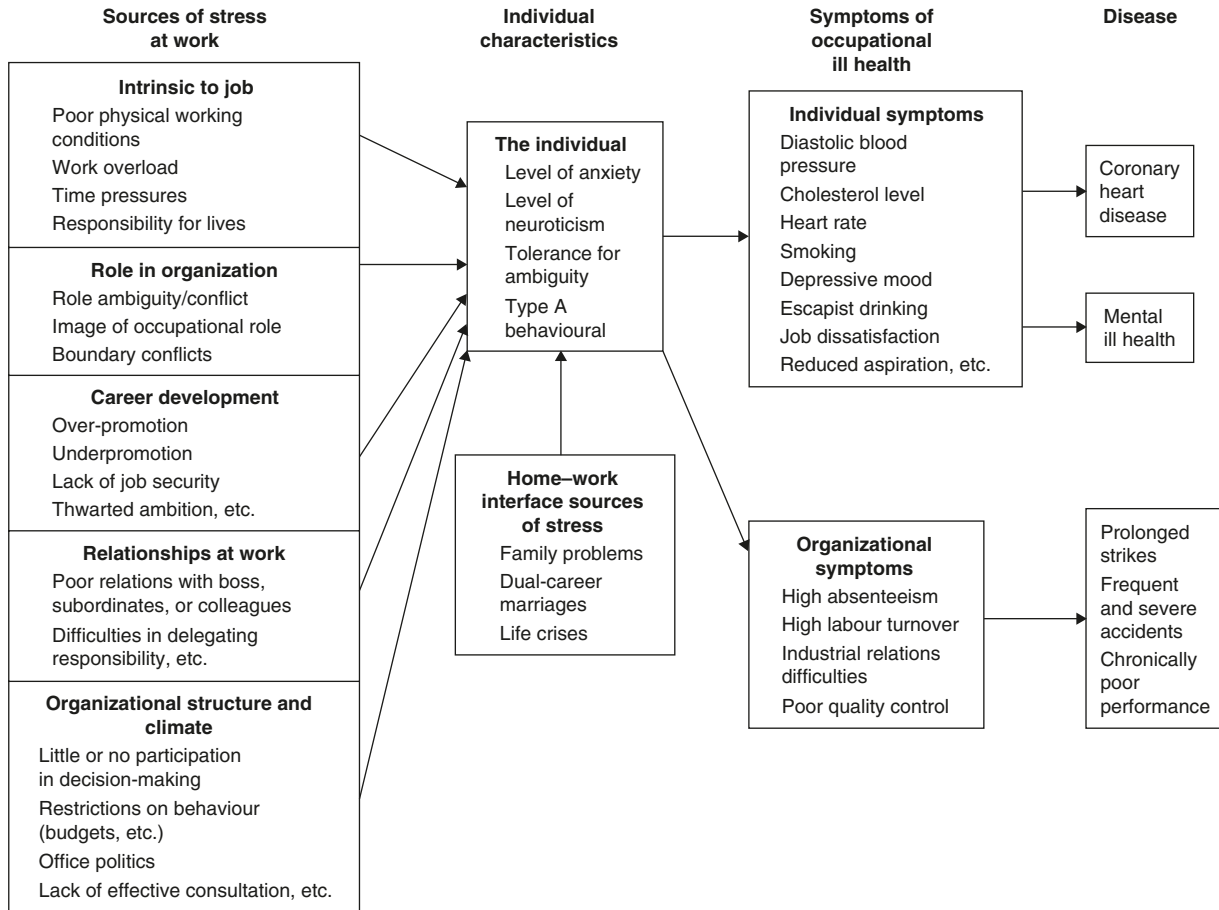 Sources of stress
at work
Individual
characteristics
Symptoms of
occupational
ill health
Disease
Intrinsic to job
Poor physical working
conditions
Work overload
Time pressures
Responsibility for lives
Role in organization
Role ambiguity/conflict
Image of occupational role
Boundary conflicts
Career development
Over-promotion
Underpromotion
Lack of job security
Thwarted ambition, etc.
Relationships at work
Poor relations with boss,
subordinates, or colleagues
Difficulties in delegating
responsibility, etc.
Organizational structure and
climate
Little or no participation
in decision-making
Restrictions on behaviour
(budgets, etc.)
Office politics
Lack of effective consultation, etc.
The individual
Level of anxiety
Level of
neuroticism
Tolerance for
ambiguity
Type A
behavioural
Home–work
interface sources
of stress
Family problems
Dual-career
marriages
Life crises
Individual symptoms
Diastolic blood
pressure
Cholesterol level
Heart rate
Smoking
Depressive mood
Escapist drinking
Job dissatisfaction
Reduced aspiration, etc.
Organizational
symptoms
High absenteeism
High labour turnover
Industrial relations
difficulties
Poor quality control
Coronary
heart
disease
Mental
ill health
Prolonged
strikes
Frequent
and severe
accidents
Chronically
poor
performance